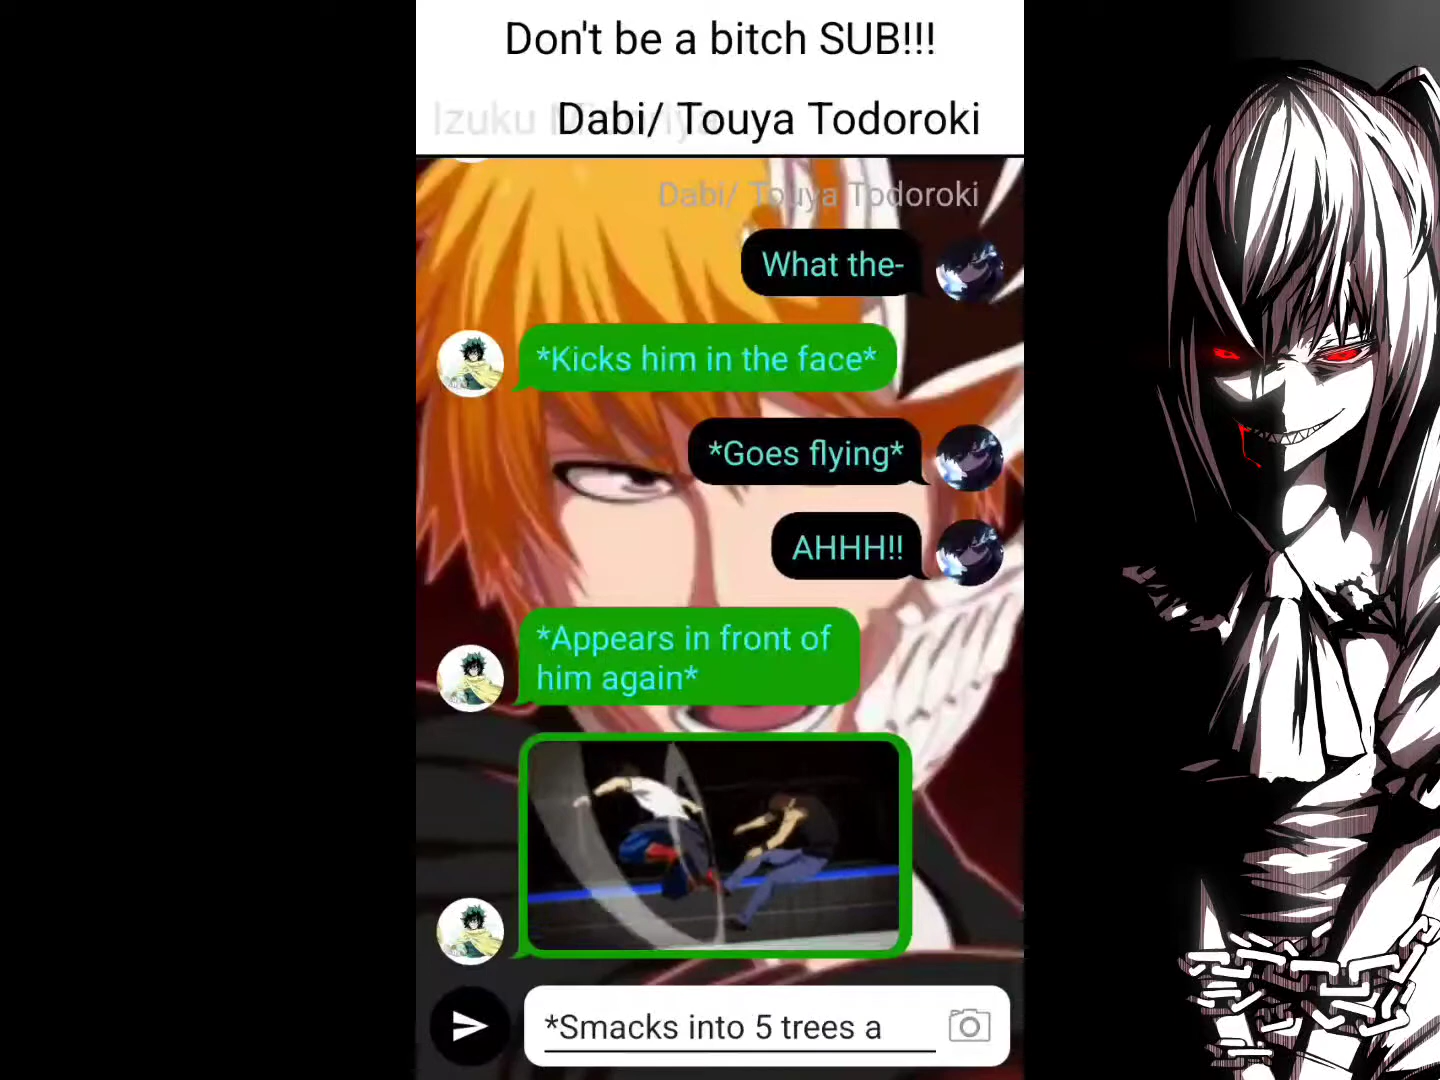 Don't be a bitch SUB!!!
Izuku Dabi/ Touya Todoroki
Dabi/ Touya Todoroki
What the-
*Kicks him in the face*
*Goes flying*
AHHH!!
*Appears in front of
him again*
*Smacks into 5 trees a